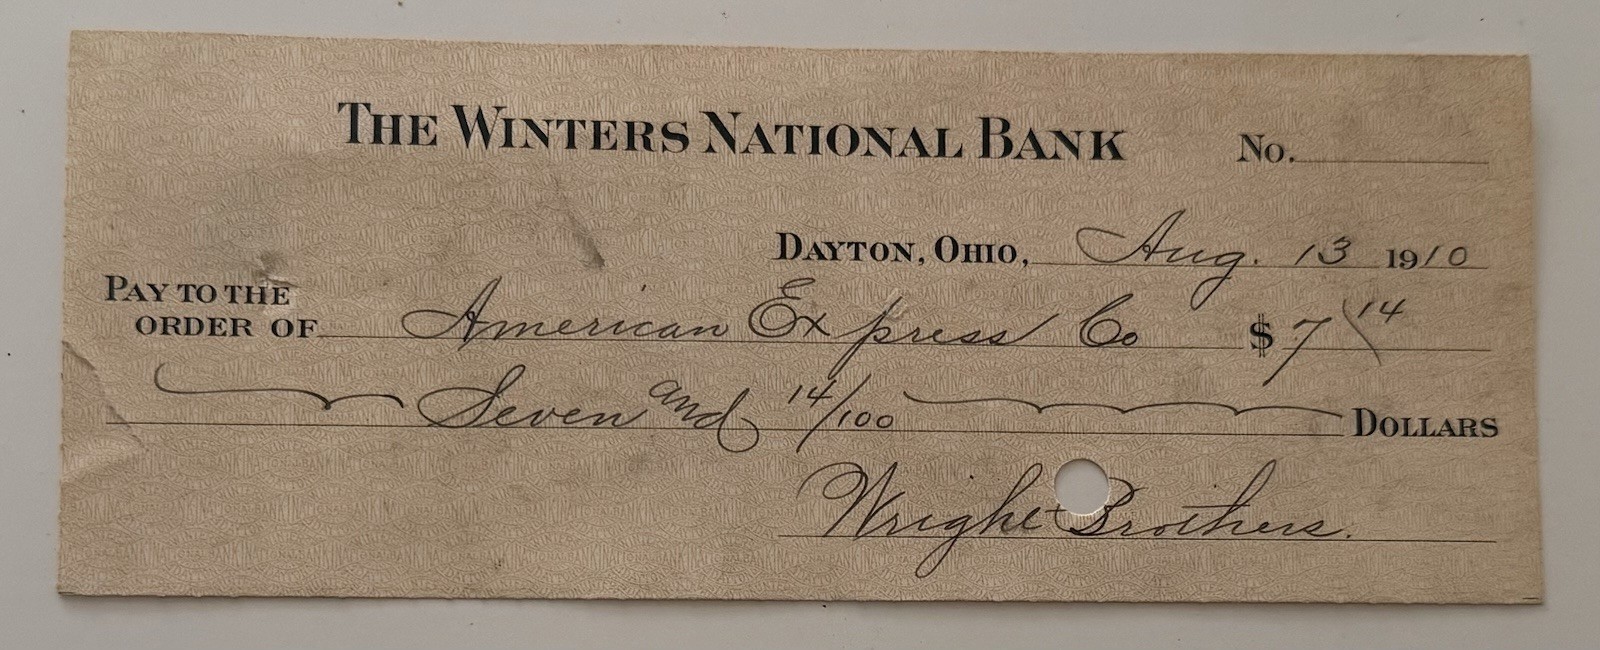 THE WINTERS NATIONAL BANK No.
DAYTON, OHIO, Aug. 13 1910
PAY TO THE
ORDER OF American Express Co $ 7 14
Seven and 14/100 DOLLARS
Wright Brothers.